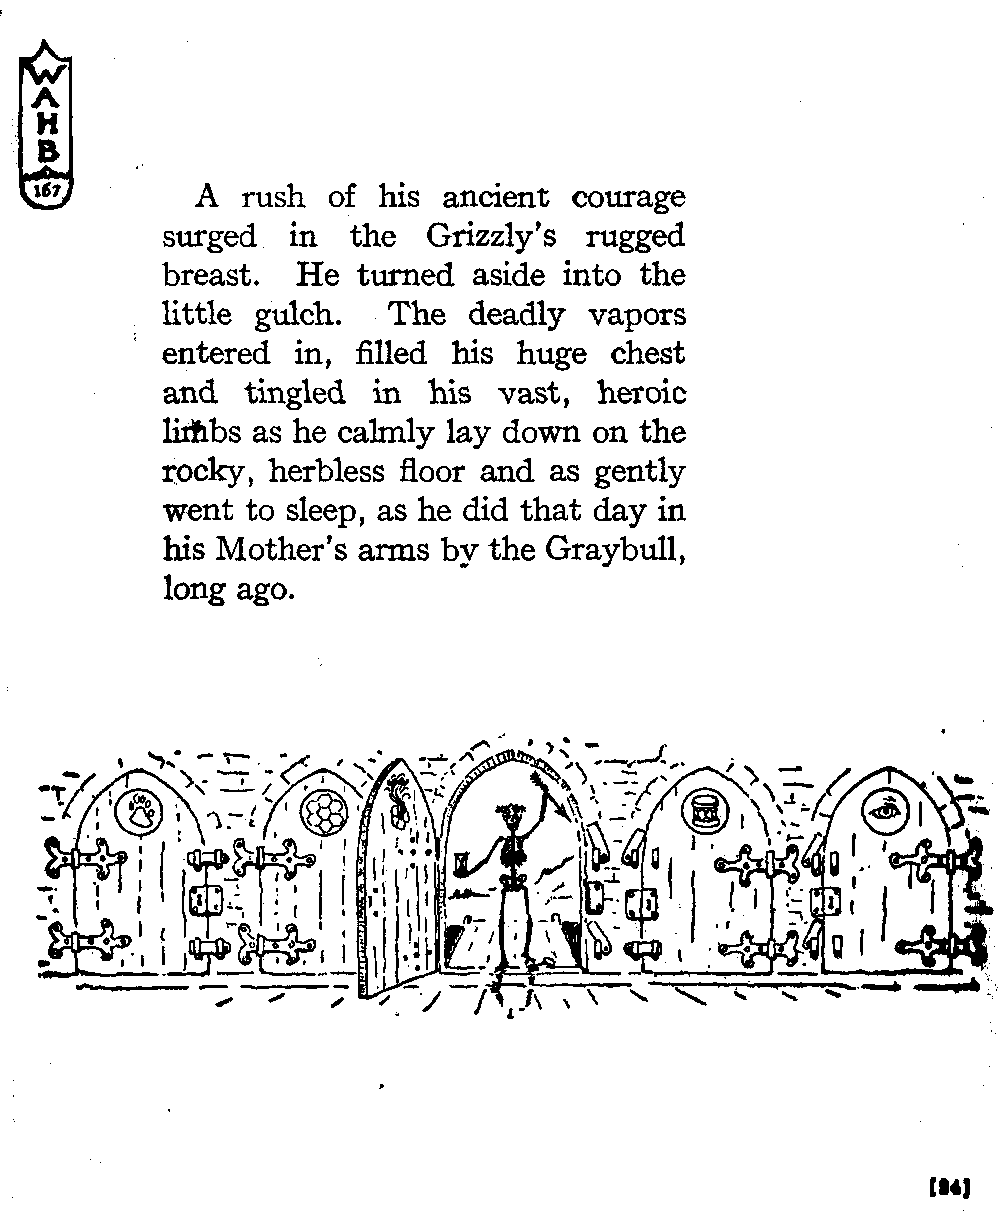 WAHB
167
A rush of his ancient courage
surged in the Grizzly's rugged
breast. He turned aside into the
little gulch. The deadly vapors
entered in, filled his huge chest
and tingled in his vast, heroic
limbs as he calmly lay down on the
rocky, herbless floor and as gently
went to sleep, as he did that day in
his Mother's arms by the Graybull,
long ago.
[84]